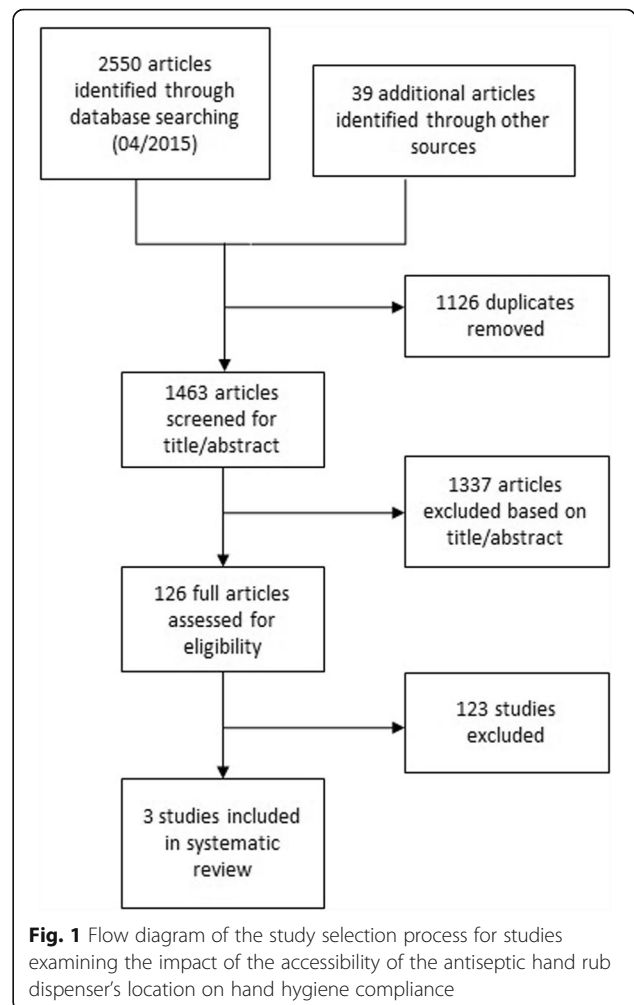 2550 articles
identified through
database searching
(04/2015)
39 additional articles
identified through other
sources
1126 duplicates
removed
1463 articles
screened for
title/abstract
1337 articles
excluded based on
title/abstract
126 full articles
assessed for
eligibility
123 studies
excluded
3 studies included
in systematic
review
Fig. 1 Flow diagram of the study selection process for studies
examining the impact of the accessibility of the antiseptic hand rub
dispenser's location on hand hygiene compliance